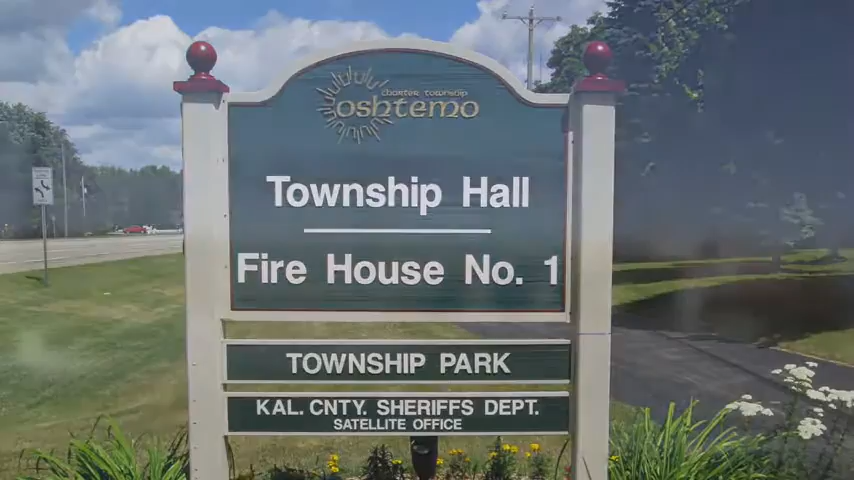 charter township
oshtemo
Township Hall
Fire House No. 1
TOWNSHIP PARK
KAL. CNTY. SHERIFFS DEPT.
SATELLITE OFFICE